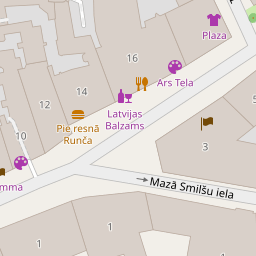 Plaza
16
Ars Tela
14
12
Latvijas
Balzams
Pie resnā
Runča
10
3
mma
Mazā Smilšu iela
1
1